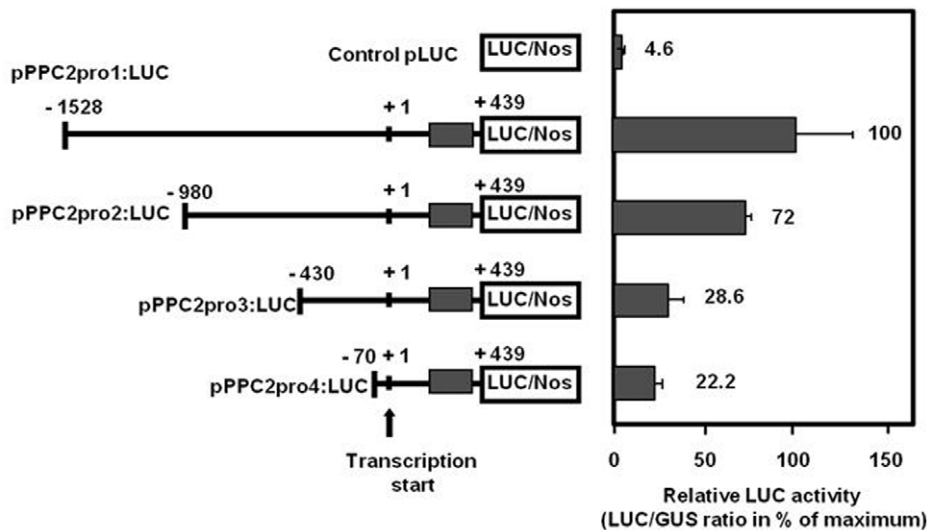 Control pLUC LUC/Nos 4.6
pPPC2pro1:LUC
- 1528 + 1 + 439
LUC/Nos 100
- 980 + 1 + 439
pPPC2pro2:LUC LUC/Nos 72
- 430 + 1 + 439
pPPC2pro3:LUC LUC/Nos 28.6
- 70 + 1 + 439
pPPC2pro4:LUC LUC/Nos 22.2
Transcription
start
0 50 100 150
Relative LUC activity
(LUC/GUS ratio in % of maximum)